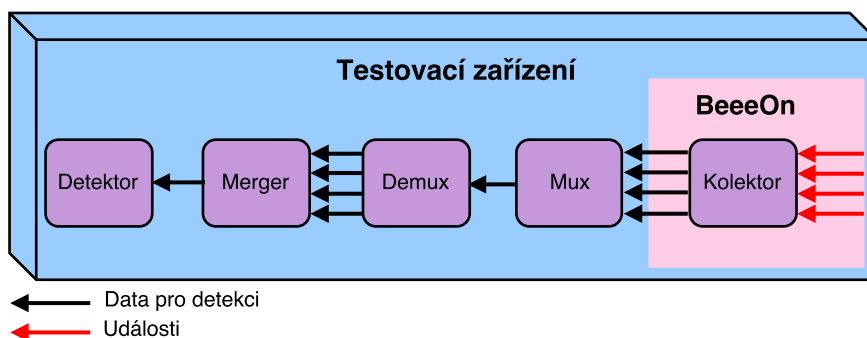 Testovací zařízení
BeeeOn
Detektor
Merger
Demux
Mux
Kolektor
Data pro detekci
Události